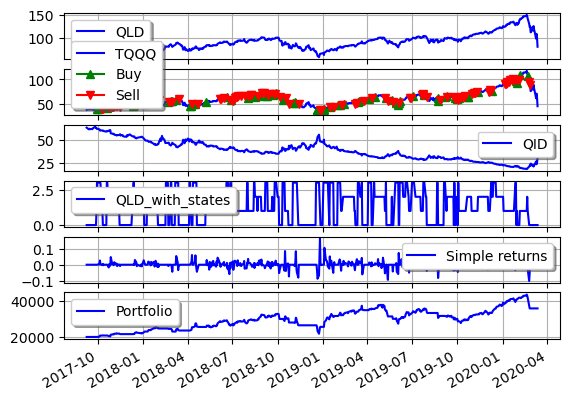 150
QLD
100
TQQQ
100
Buy
50
Sell
50
QID
25
2.5
QLD_with_states
0.0
0.1
Simple returns
0.0
−0.1
40000
Portfolio
20000
2017-10 2018-01 2018-04 2018-07 2018-10 2019-01 2019-04 2019-07 2019-10 2020-01 2020-04